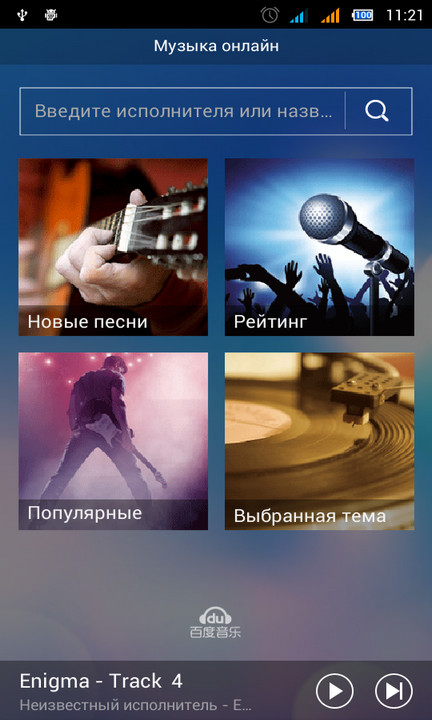 100 11:21
Музыка онлайн
Введите исполнителя или назв...
Новые песни
Рейтинг
Популярные
Выбранная тема
du
百度音乐
Enigma - Track 4
Неизвестный исполнитель - E...